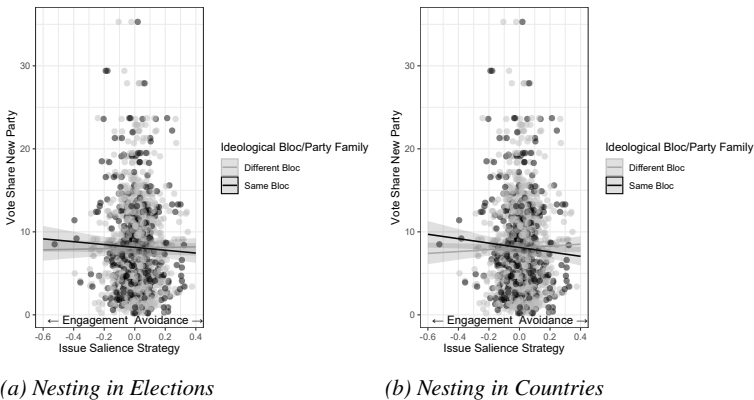 Vote Share New Party
30
20
10
0
-0.6 -0.4 -0.2 0.0 0.2 0.4
← Engagement Avoidance →
Issue Salience Strategy
Ideological Bloc/Party Family
Different Bloc
Same Bloc
(a) Nesting in Elections
Vote Share New Party
30
20
10
0
-0.6 -0.4 -0.2 0.0 0.2 0.4
← Engagement Avoidance →
Issue Salience Strategy
Ideological Bloc/Party Family
Different Bloc
Same Bloc
(b) Nesting in Countries